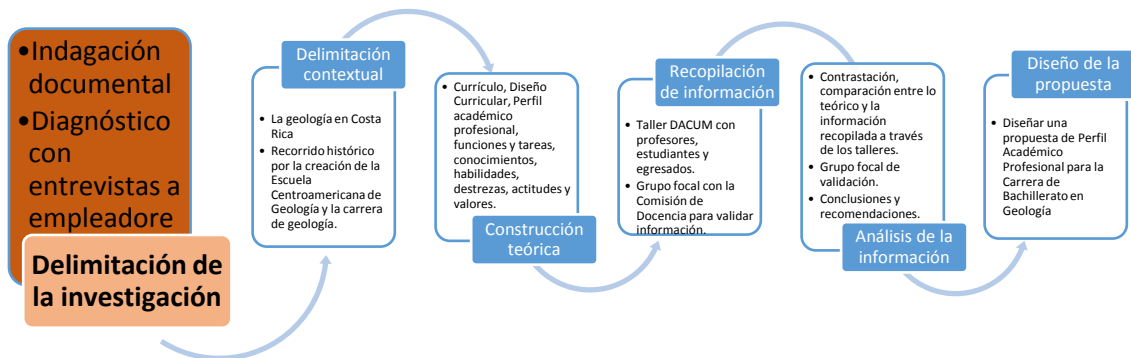 •Indagación
documental
•Diagnóstico
con
entrevistas a
empleadore
Delimitación de
la investigación
Delimitación
contextual
• La geología en Costa
Rica
• Recorrido histórico
por la creación de la
Escuela
Centroamericana de
Geología y la carrera
de geología.
• Currículo, Diseño
Curricular, Perfil
académico
profesional,
funciones y tareas,
conocimientos,
habilidades,
destrezas, actitudes y
valores.
Construcción
teórica
Recopilación
de información
• Taller DACUM con
profesores,
estudiantes y
egresados.
• Grupo focal con la
Comisión de
Docencia para validar
información.
• Contrastación,
comparación entre lo
teórico y la
información
recopilada a través
de los talleres.
• Grupo focal de
validación.
• Conclusiones y
recomendaciones.
Análisis de la
información
Diseño de la
propuesta
• Diseñar una
propuesta de Perfil
Académico
Profesional para la
Carrera de
Bachillerato en
Geología